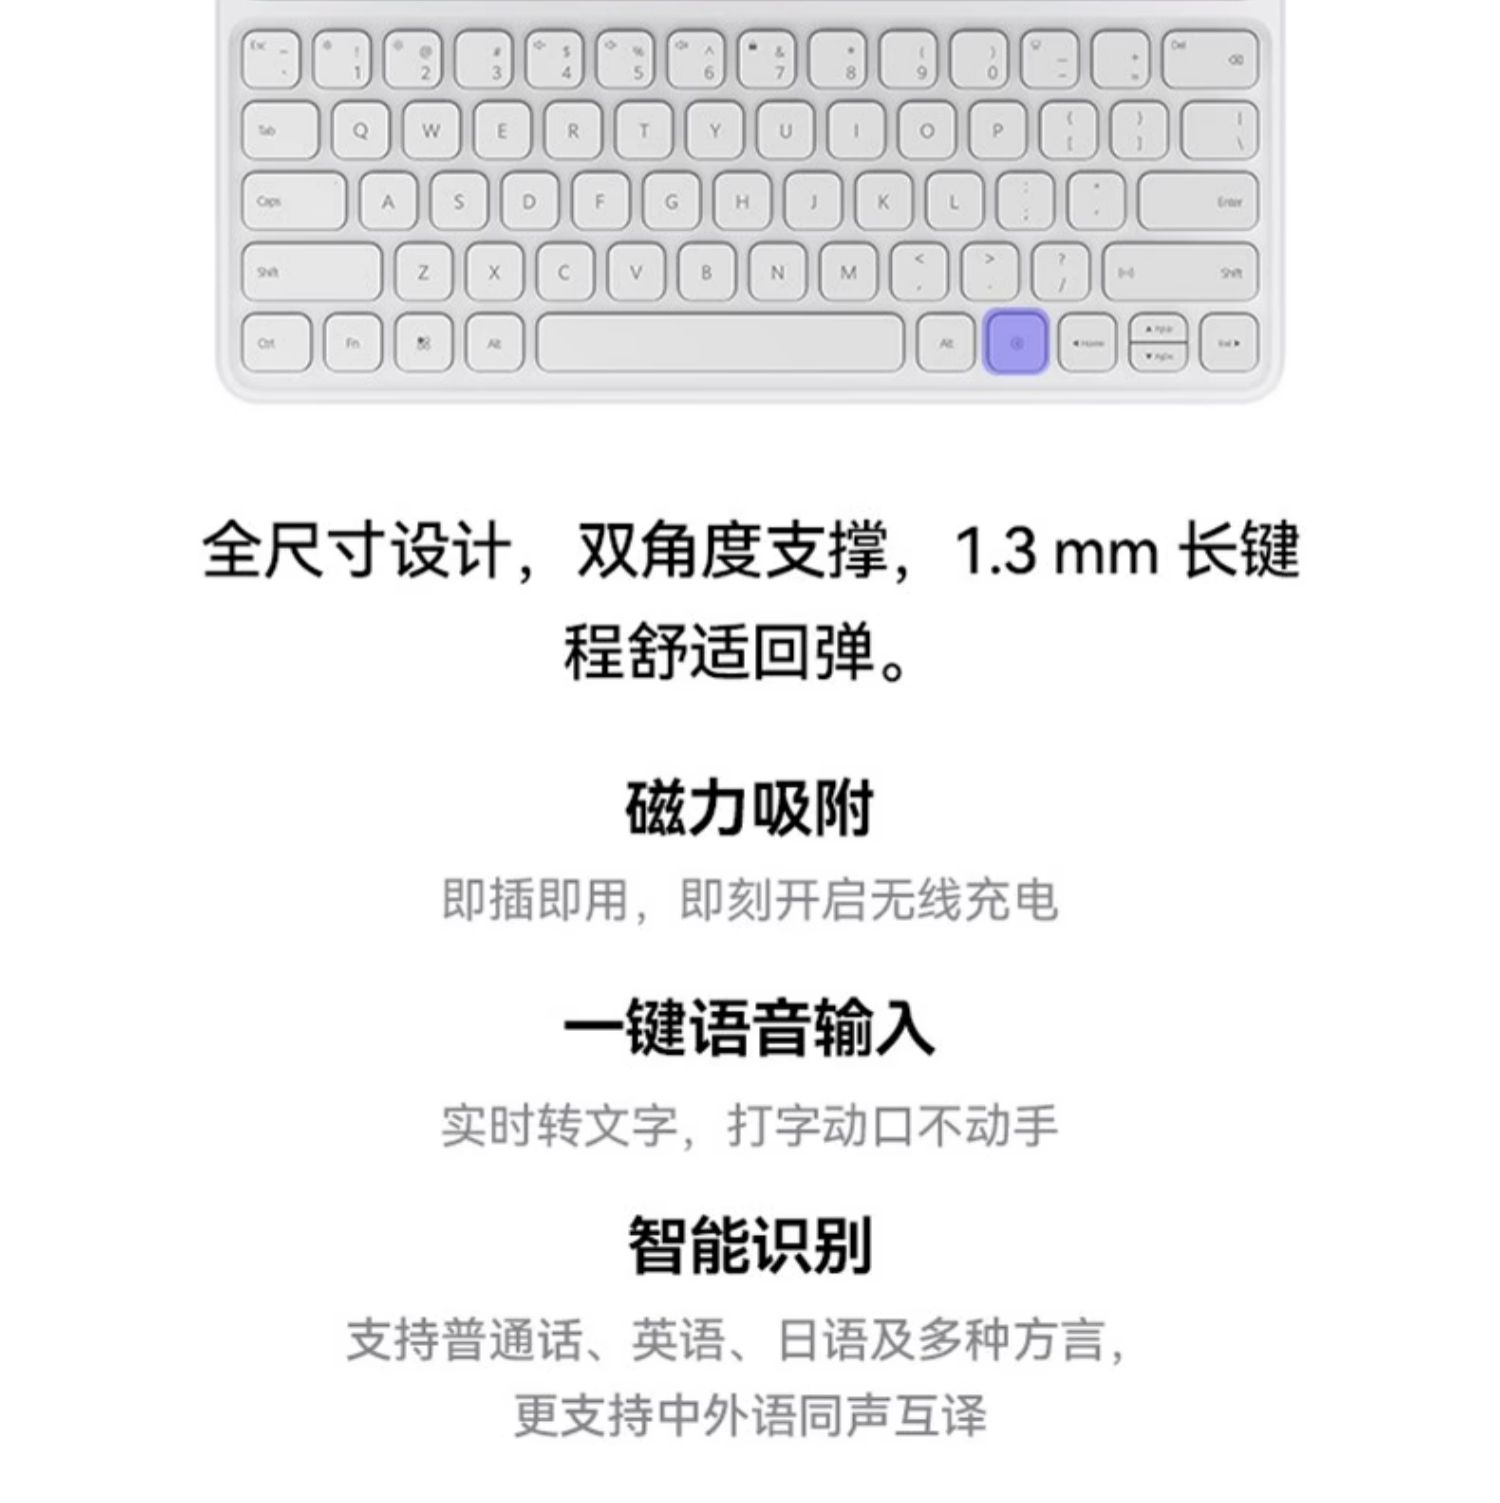 Esc ~ ` ! 1 @ 2 # 3 $ 4 % 5 ^ 6 & 7 * 8 ( 9 ) 0 _ - + = Del
Tab Q W E R T Y U I O P { [ } ] | \
Caps A S D F G H J K L : ; " ' Enter
Shift Z X C V B N M < , > . ? / Shift
Ctrl Fn Alt Alt Home PgUp PgDn End
全尺寸设计，双角度支撑，1.3 mm 长键
程舒适回弹。
磁力吸附
即插即用，即刻开启无线充电
一键语音输入
实时转文字，打字动口不动手
智能识别
支持普通话、英语、日语及多种方言，
更支持中外语同声互译